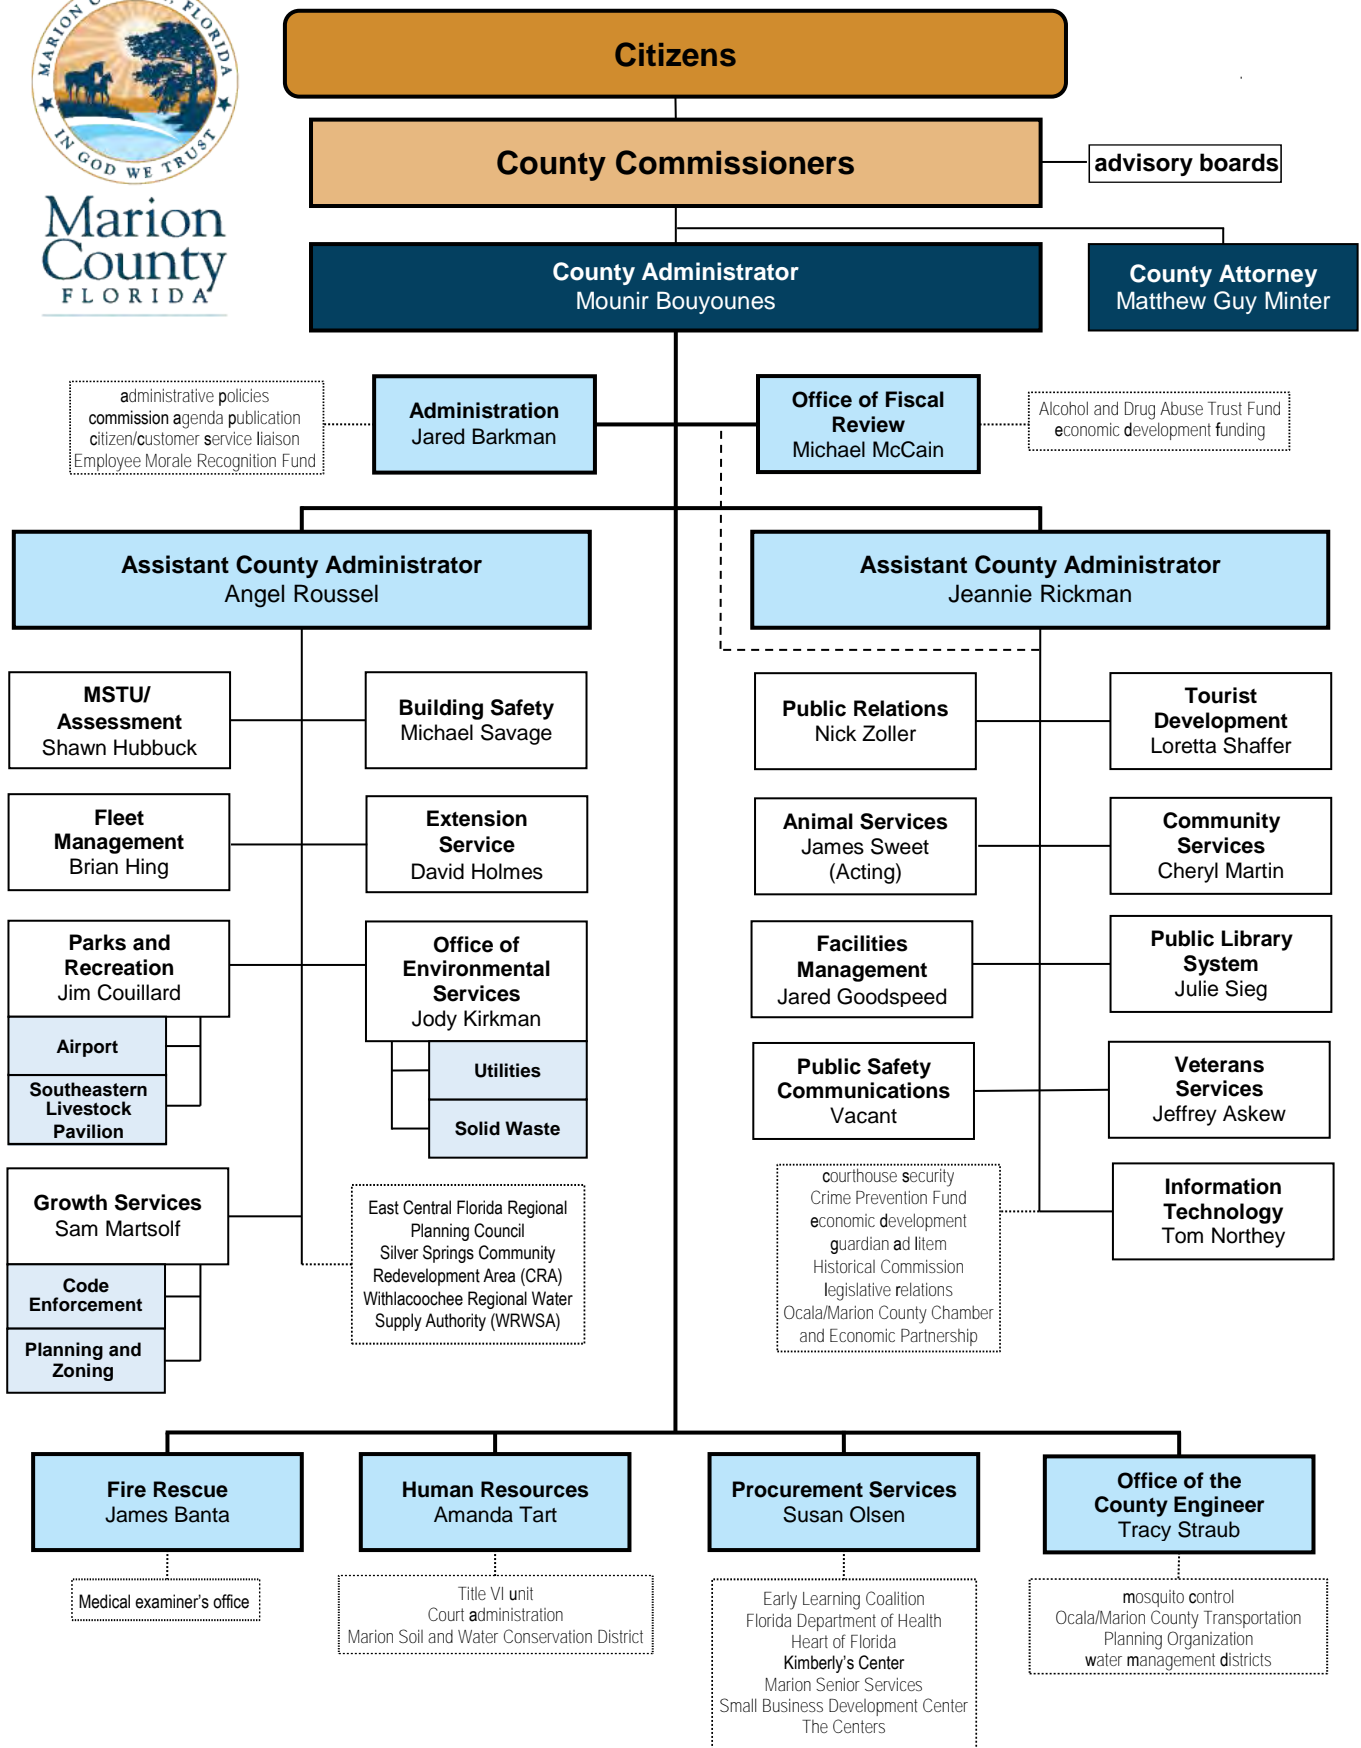 MARION COUNTY, FLORIDA
IN GOD WE TRUST
Marion
County
FLORIDA
Citizens
County Commissioners
advisory boards
County Administrator
Mounir Bouyounes
County Attorney
Matthew Guy Minter
administrative policies
commission agenda publication
citizen/customer service liaison
Employee Morale Recognition Fund
Administration
Jared Barkman
Office of Fiscal
Review
Michael McCain
Alcohol and Drug Abuse Trust Fund
economic development funding
Assistant County Administrator
Angel Roussel
Assistant County Administrator
Jeannie Rickman
MSTU/
Assessment
Shawn Hubbuck
Building Safety
Michael Savage
Public Relations
Nick Zoller
Tourist
Development
Loretta Shaffer
Fleet
Management
Brian Hing
Extension
Service
David Holmes
Animal Services
James Sweet
(Acting)
Community
Services
Cheryl Martin
Parks and
Recreation
Jim Couillard
Airport
Southeastern
Livestock
Pavilion
Office of
Environmental
Services
Jody Kirkman
Utilities
Solid Waste
Facilities
Management
Jared Goodspeed
Public Library
System
Julie Sieg
Public Safety
Communications
Vacant
Veterans
Services
Jeffrey Askew
Growth Services
Sam Martsolf
Code
Enforcement
Planning and
Zoning
East Central Florida Regional
Planning Council
Silver Springs Community
Redevelopment Area (CRA)
Withlacoochee Regional Water
Supply Authority (WRWSA)
courthouse security
Crime Prevention Fund
economic development
guardian ad litem
Historical Commission
legislative relations
Ocala/Marion County Chamber
and Economic Partnership
Information
Technology
Tom Northey
Fire Rescue
James Banta
Medical examiner's office
Human Resources
Amanda Tart
Title VI unit
Court administration
Marion Soil and Water Conservation District
Procurement Services
Susan Olsen
Early Learning Coalition
Florida Department of Health
Heart of Florida
Kimberly's Center
Marion Senior Services
Small Business Development Center
The Centers
Office of the
County Engineer
Tracy Straub
mosquito control
Ocala/Marion County Transportation
Planning Organization
water management districts